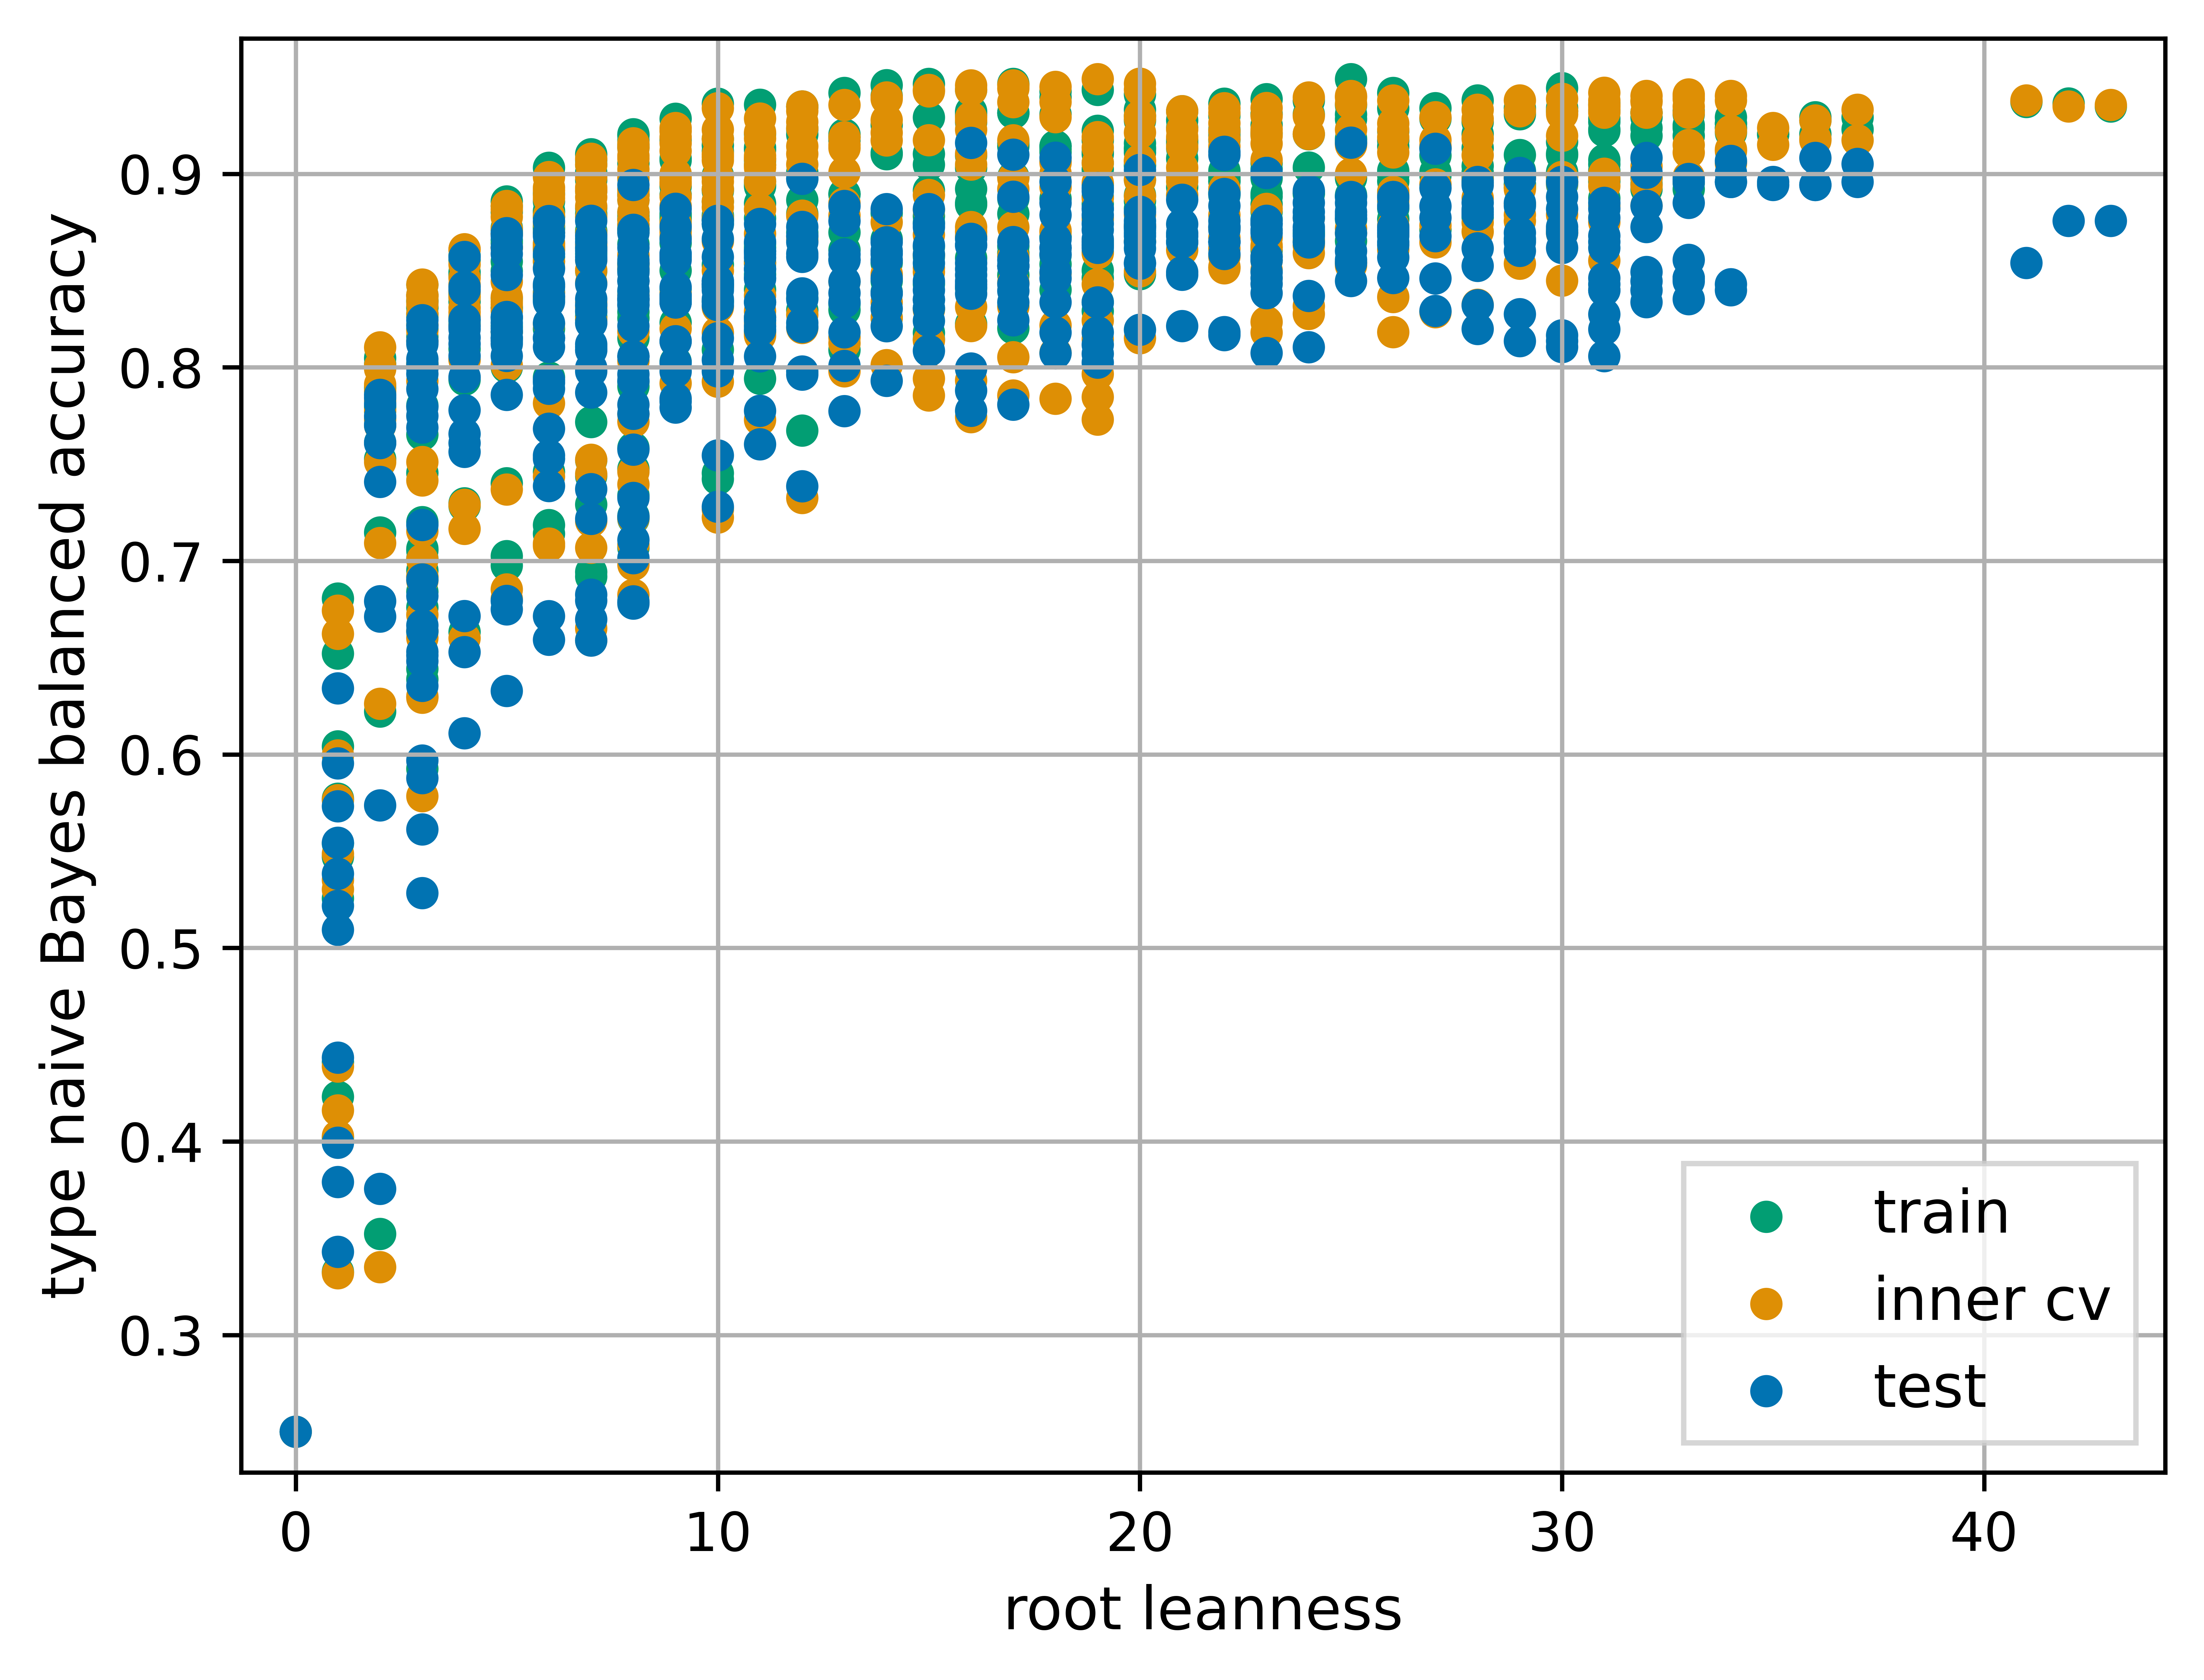 type naive Bayes balanced accuracy
0.9
0.8
0.7
0.6
0.5
0.4
0.3
0
10
20
30
40
root leanness
train
inner cv
test